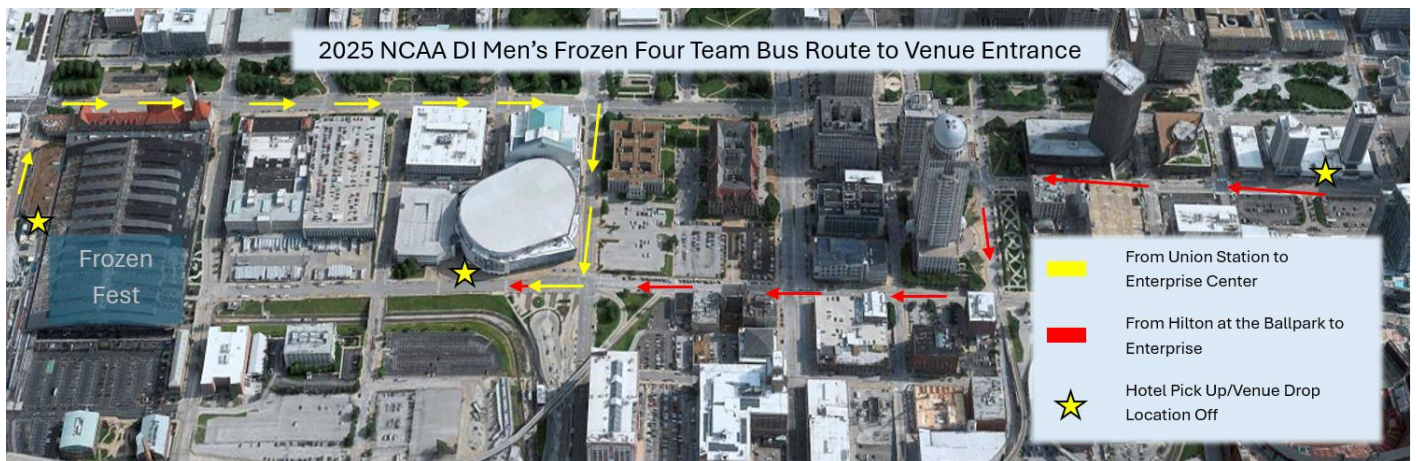 2025 NCAA DI Men's Frozen Four Team Bus Route to Venue Entrance
Frozen
Fest
From Union Station to
Enterprise Center
From Hilton at the Ballpark to
Enterprise
Hotel Pick Up/Venue Drop
Location Off